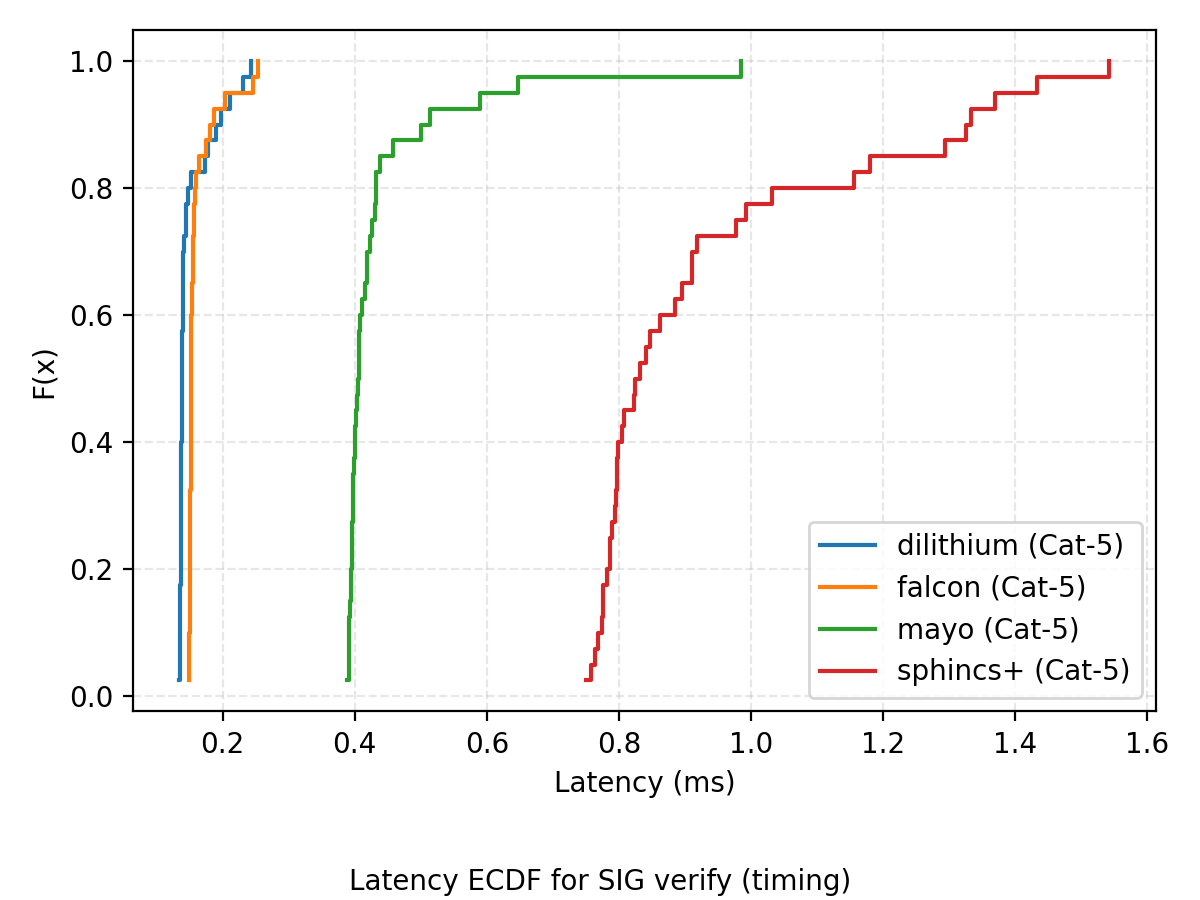 1.0
0.8
0.6
0.4
0.2
0.0
F(x)
dilithium (Cat-5)
falcon (Cat-5)
mayo (Cat-5)
sphincs+ (Cat-5)
0.2 0.4 0.6 0.8 1.0 1.2 1.4 1.6
Latency (ms)
Latency ECDF for SIG verify (timing)